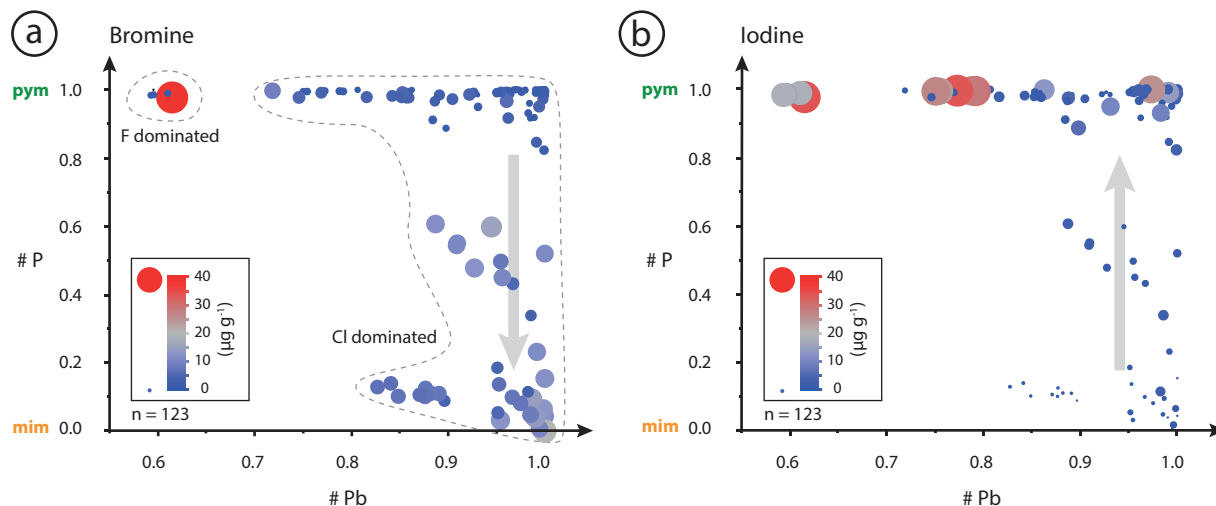 a
Bromine
pym
1.0
0.8
0.6
# P
0.4
0.2
mim
0.0
F dominated
Cl dominated
40
30
20
10
0
(µg g⁻¹)
n = 123
0.6
0.7
0.8
0.9
1.0
# Pb
b
Iodine
pym
1.0
0.8
0.6
# P
0.4
0.2
mim
0.0
40
30
20
10
0
(µg g⁻¹)
n = 123
0.6
0.7
0.8
0.9
1.0
# Pb